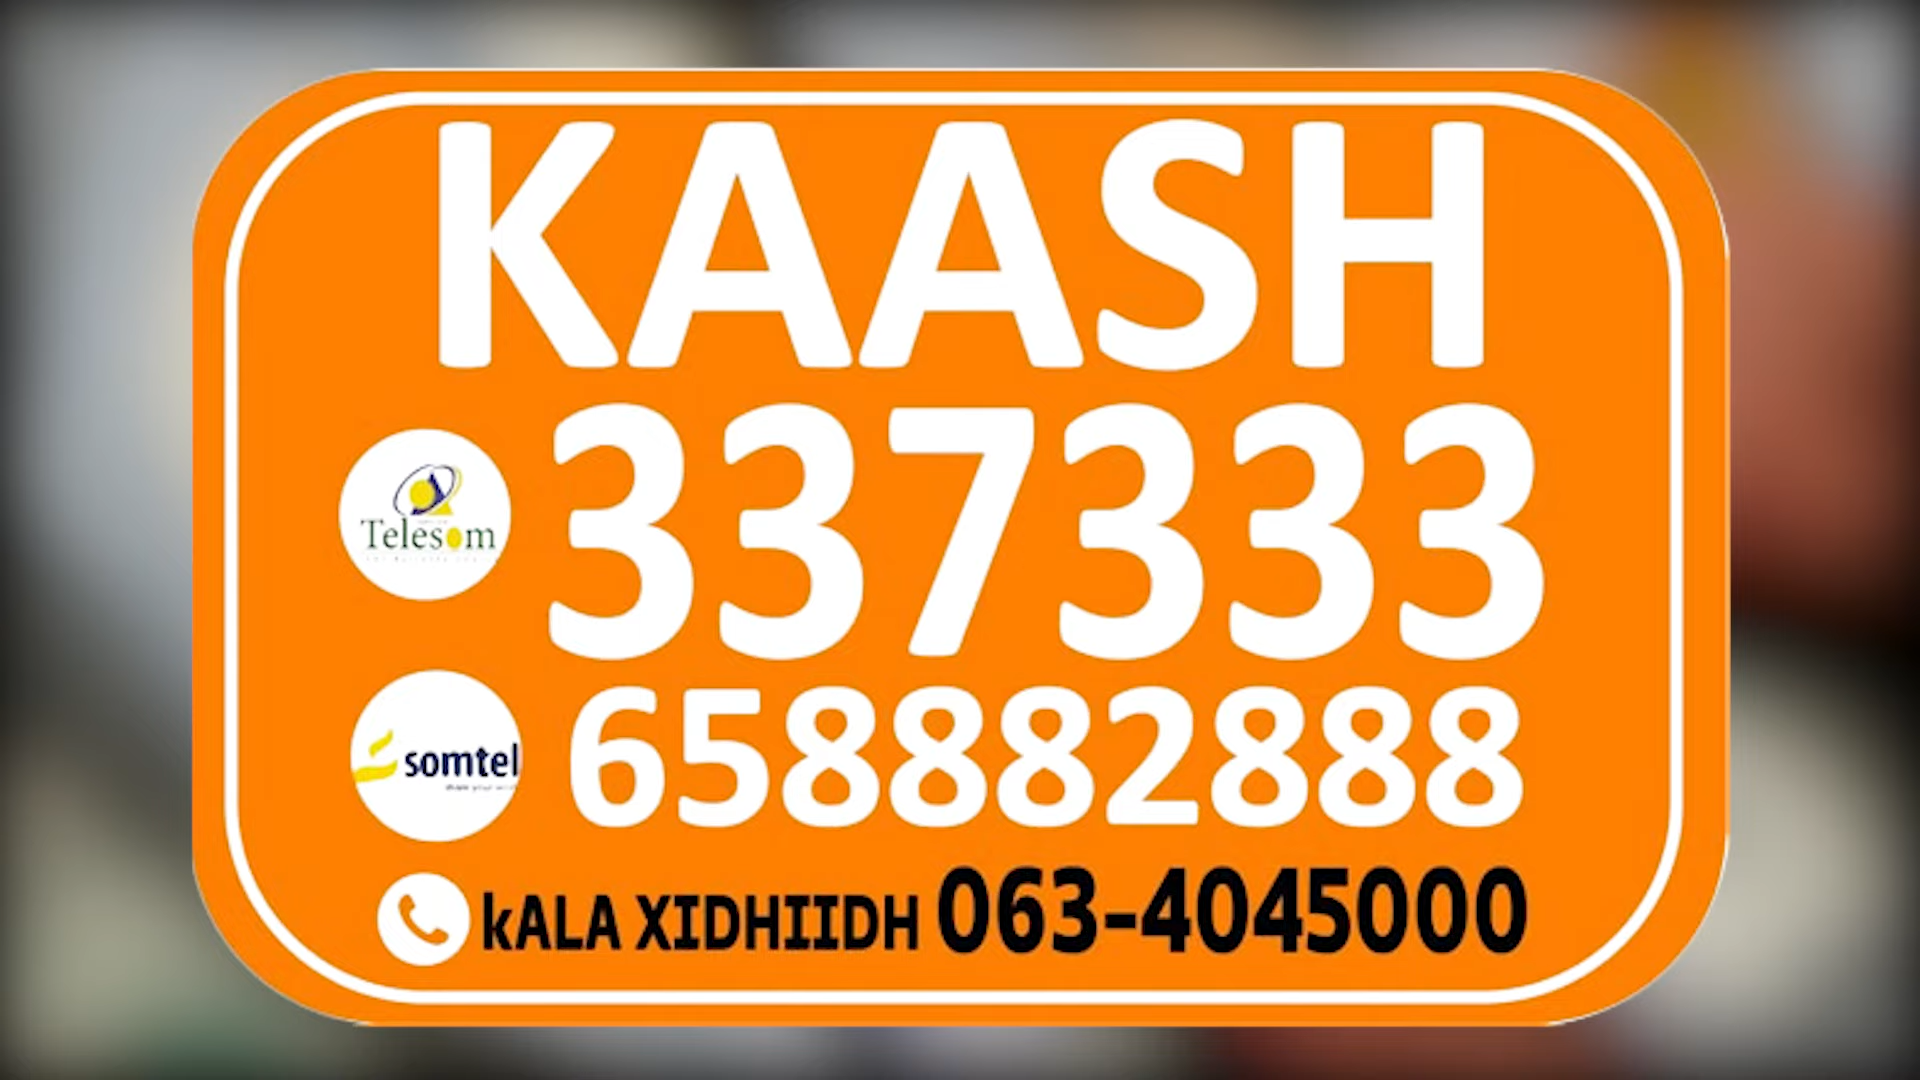 KAASH
Telesom
337333
somtel
658882888
kALA XIDHIIDH 063-4045000